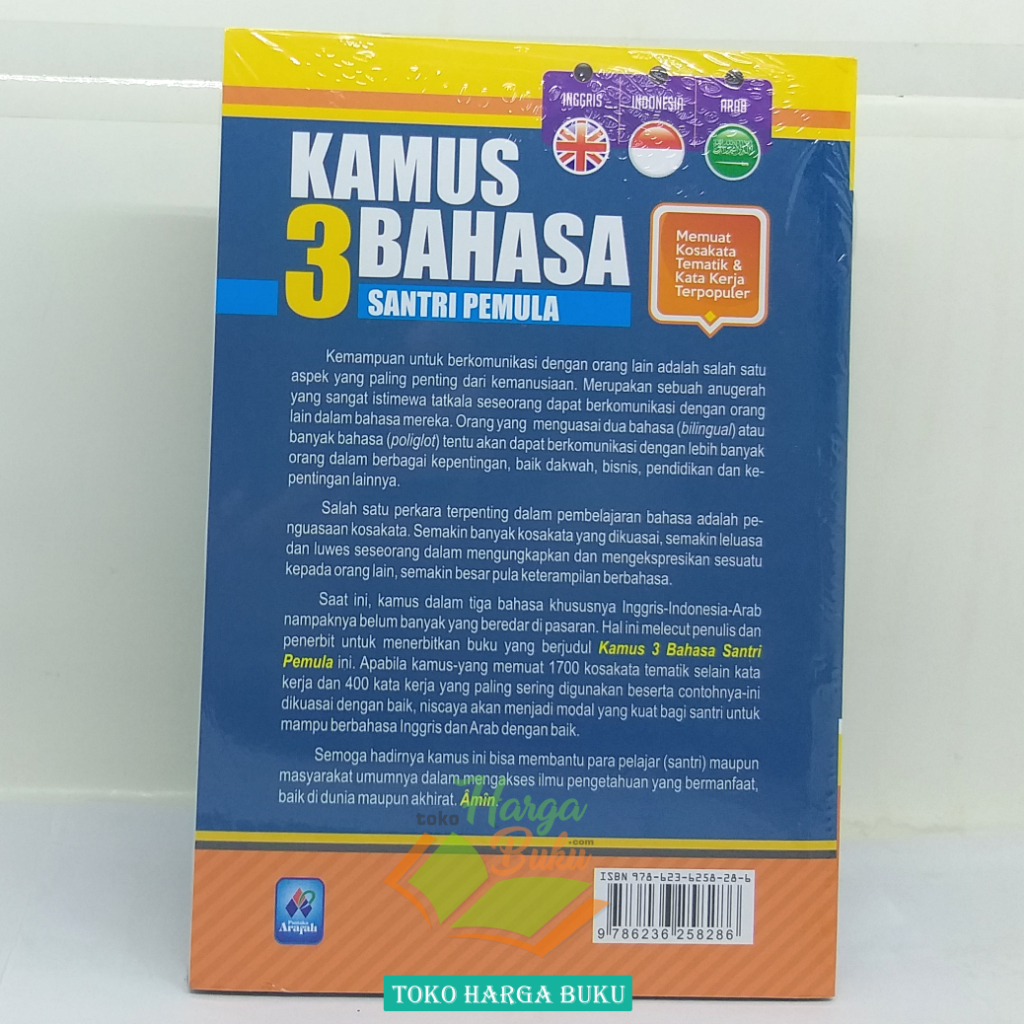 INGGRIS INDONESIA ARAB
KAMUS
3 BAHASA
SANTRI PEMULA
Memuat
Kosakata
Tematik &
Kata Kerja
Terpopuler
Kemampuan untuk berkomunikasi dengan orang lain adalah salah satu
aspek yang paling penting dari kemanusiaan. Merupakan sebuah anugerah
yang sangat istimewa tatkala seseorang dapat berkomunikasi dengan orang
lain dalam bahasa mereka. Orang yang menguasai dua bahasa (bilingual) atau
banyak bahasa (poliglot) tentu akan dapat berkomunikasi dengan lebih banyak
orang dalam berbagai kepentingan, baik dakwah, bisnis, pendidikan dan ke-
pentingan lainnya.
Salah satu perkara terpenting dalam pembelajaran bahasa adalah pe-
nguasaan kosakata. Semakin banyak kosakata yang dikuasai, semakin leluasa
dan luwes seseorang dalam mengungkapkan dan mengekspresikan sesuatu
kepada orang lain, semakin besar pula keterampilan berbahasa.
Saat ini, kamus dalam tiga bahasa khususnya Inggris-Indonesia-Arab
nampaknya belum banyak yang beredar di pasaran. Hal ini melecut penulis dan
penerbit untuk menerbitkan buku yang berjudul Kamus 3 Bahasa Santri
Pemula ini. Apabila kamus-yang memuat 1700 kosakata tematik selain kata
kerja dan 400 kata kerja yang paling sering digunakan beserta contohnya-ini
dikuasai dengan baik, niscaya akan menjadi modal yang kuat bagi santri untuk
mampu berbahasa Inggris dan Arab dengan baik.
Semoga hadirnya kamus ini bisa membantu para pelajar (santri) maupun
masyarakat umumnya dalam mengakses ilmu pengetahuan yang bermanfaat,
baik di dunia maupun akhirat. Âmîn.
toko Harga
Buku.com
ISBN 978-623-6258-28-6
9 786236 258286
Pustaka
Arafah
TOKO HARGA BUKU